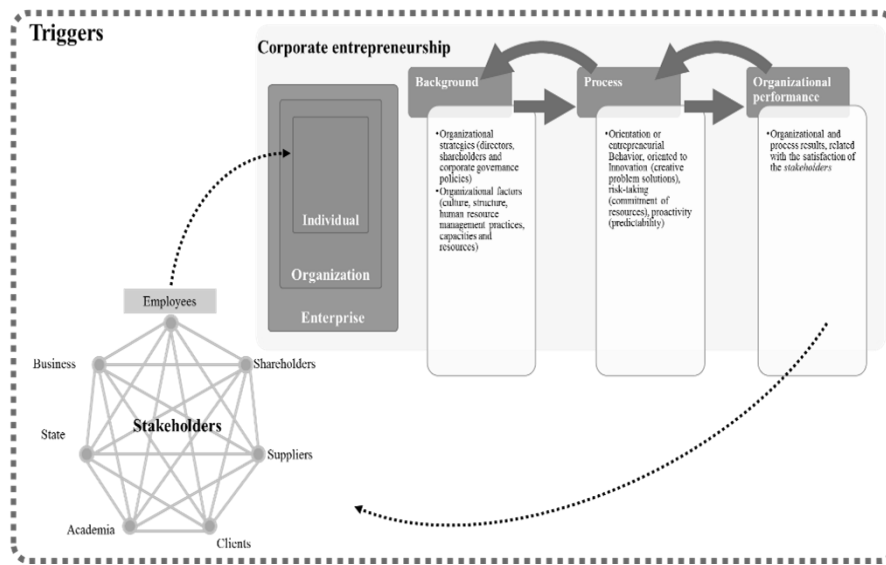 Triggers
Corporate entrepreneurship
Background
Process
Organizational
performance
•Organizational
strategies (directors,
shareholders and
corporate governance
policies)
•Organizational factors
(culture, structure,
human resource
management practices,
capacities and
resources)
•Orientation or
entrepreneurial
Behavior, oriented to
Innovation (creative
problem solutions),
risk-taking
(commitment of
resources), proactivity
(predictability)
•Organizational and
process results, related
with the satisfaction of
the stakeholders
Individual
Organization
Enterprise
Employees
Business
Shareholders
Stakeholders
State
Suppliers
Academia
Clients